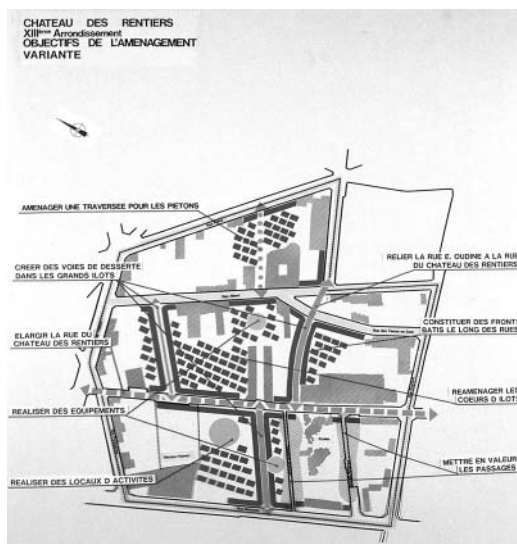 CHATEAU DES RENTIERS
XIIIème Arrondissement
OBJECTIFS DE L'AMENAGEMENT
VARIANTE
AMENAGER UNE TRAVERSEE POUR LES PIETONS
CREER DES VOIES DE DESSERTE
DANS LES GRANDS ILOTS
RELIER LA RUE E. OUDINE A LA RUE
DU CHATEAU DES RENTIERS
ELARGIR LA RUE DU
CHATEAU DES RENTIERS
CONSTITUER DES FRONTS
BATIS LE LONG DES RUES
REAMENAGER LES
COEURS D ILOTS
REALISER DES EQUIPEMENTS
METTRE EN VALEUR
LES PASSAGES
REALISER DES LOCAUX D ACTIVITES